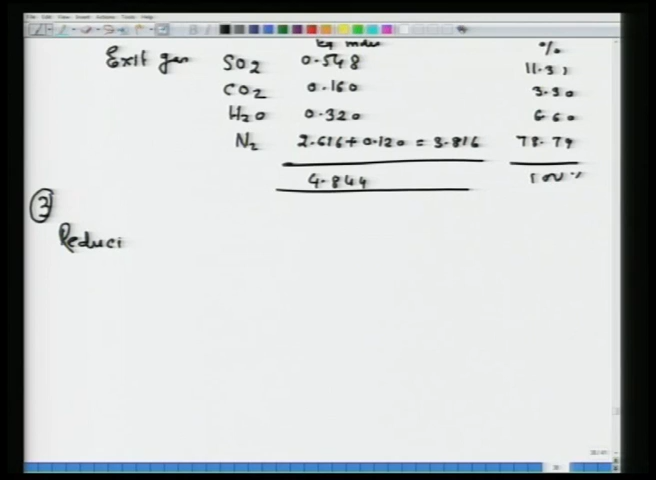 kg moles %
Exit gas SO2 0.548 11.31
CO2 0.160 3.30
H2O 0.320 6.60
N2 2.616+0.120 = 3.816 78.79
4.844 100%
3
Reduci